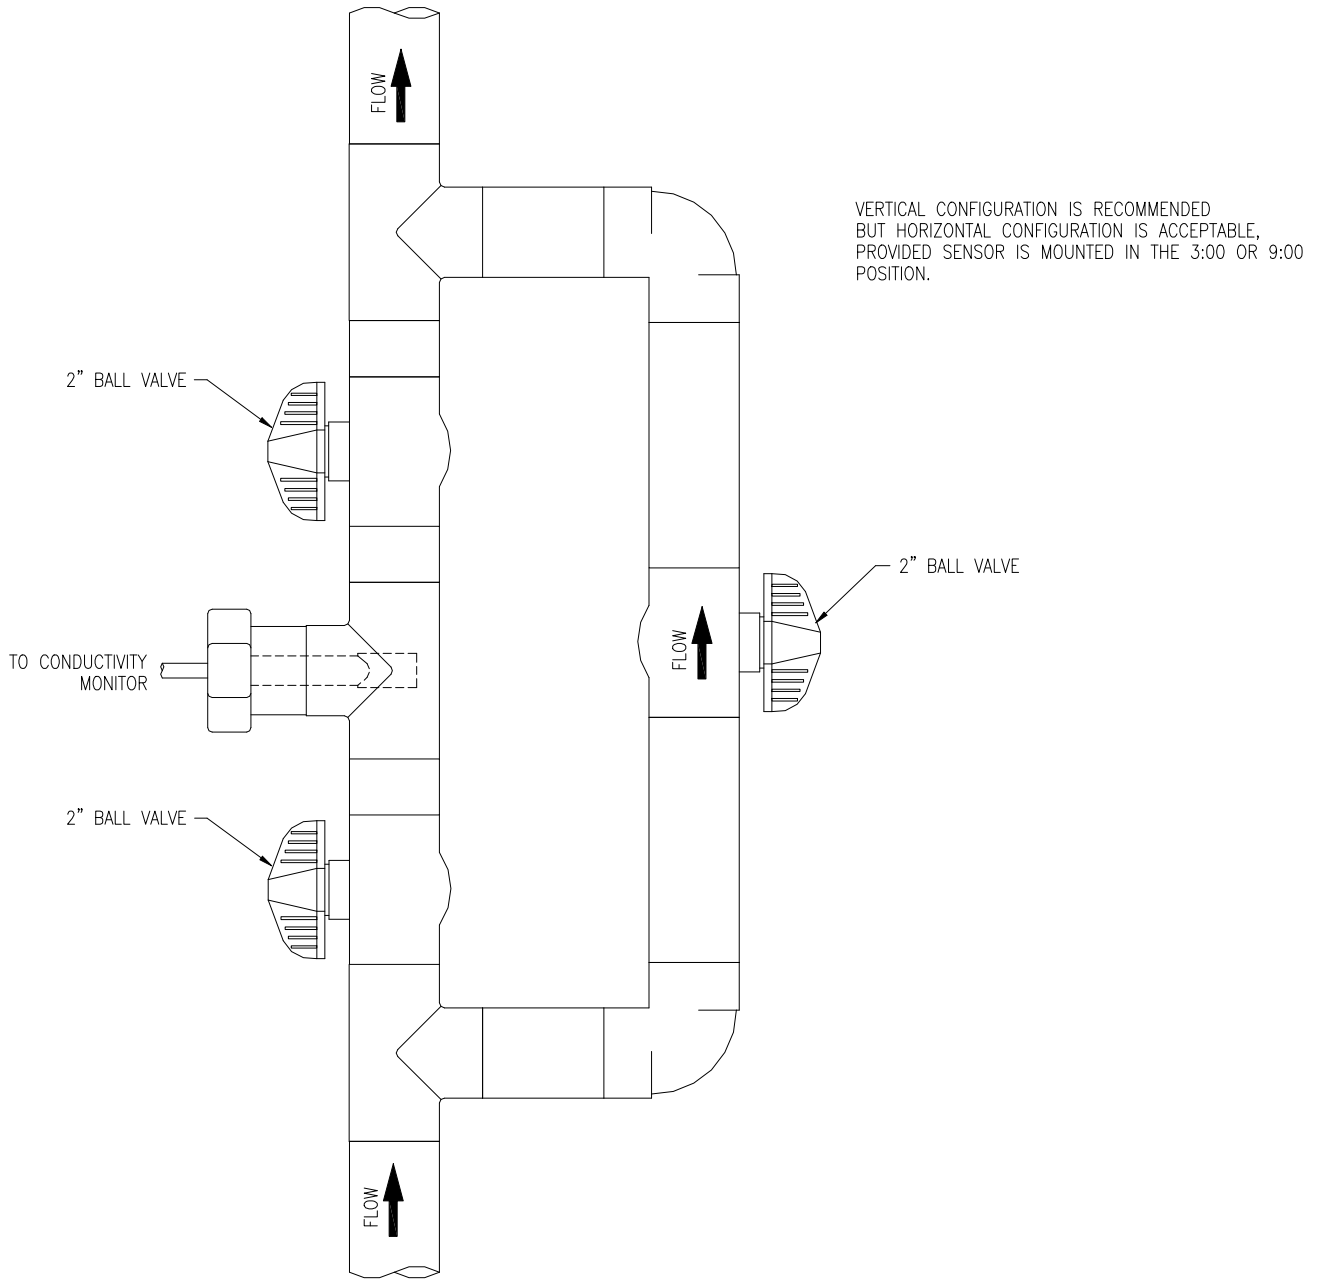 FLOW
VERTICAL CONFIGURATION IS RECOMMENDED
BUT HORIZONTAL CONFIGURATION IS ACCEPTABLE,
PROVIDED SENSOR IS MOUNTED IN THE 3:00 OR 9:00
POSITION.
2” BALL VALVE
2” BALL VALVE
FLOW
TO CONDUCTIVITY
MONITOR
2” BALL VALVE
FLOW